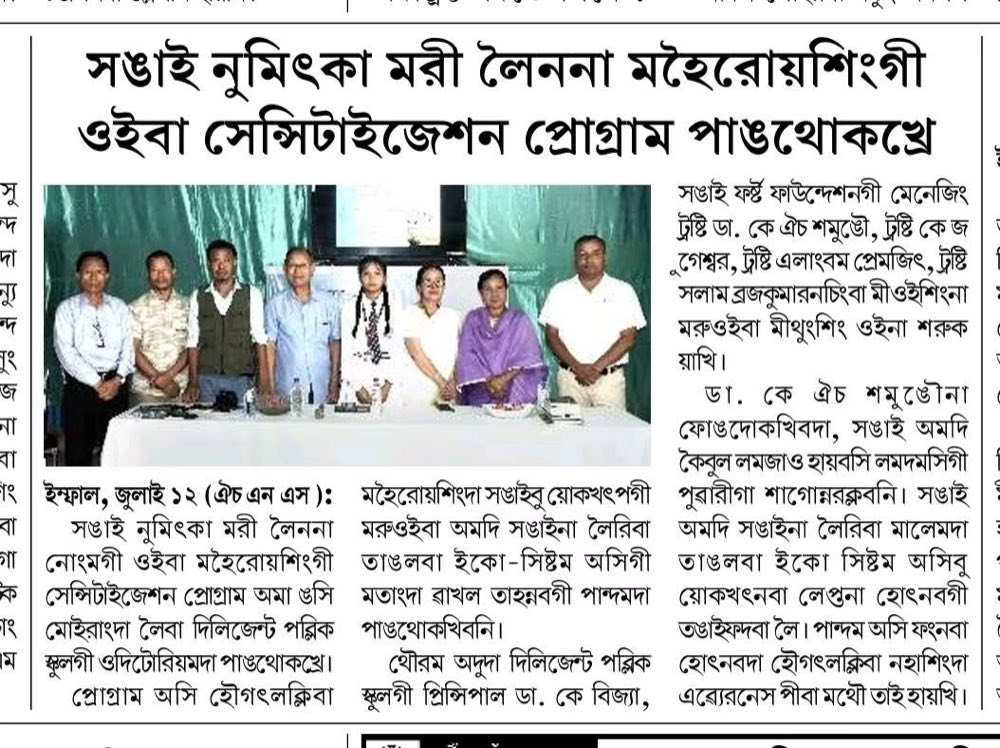 সঙাই নুমিৎকা মরী লৈননা মহৈরোয়শিংগী
ওইবা সেন্সিটাইজেশন প্রোগ্রাম পাঙথোকখ্রে
ইম্ফাল, জুলাই ১২ (ঐচ এন এস ):
সঙাই নুমিৎকা মরী লৈননা
নোংমগী ওইবা মহৈরোয়শিংগী
সেন্সিটাইজেশন প্রোগ্রাম অমা ঙসি
মোইরাংদা লৈবা দিলিজেন্ট পব্লিক
স্কুলগী ওদিটোরিয়মদা পাঙথোকখ্রে।
প্রোগ্রাম অসি হৌগৎলক্লিবা
মহৈরোয়শিংদা সঙাইবু য়োকখৎপগী
মরুওইবা অমদি সঙাইনা লৈরিবা
তাঙলবা ইকো-সিষ্টম অসিগী
মতাংদা ৱাখল তাহন্নবগী পান্দমদা
পাঙথোকখিবনি।
থৌরম অদুদা দিলিজেন্ট পব্লিক
স্কুলগী প্রিন্সিপাল ডা. কে বিজ্যা,
সঙাই ফর্ষ্ট ফাউন্দেশনগী মেনেজিং
ট্রষ্টি ডা. কে ঐচ শমুঙৌ, ট্রষ্টি কে জ
ুগেশ্বর, ট্রষ্টি এলাংবম প্রেমজিৎ, ট্রষ্টি
সলাম ব্রজকুমারনচিংবা মীওইশিংনা
মরুওইবা মীথুংশিং ওইনা শরুক
য়াখি।
ডা. কে ঐচ শমুঙৌনা
ফোঙদোকখিবদা, সঙাই অমদি
কৈবুল লমজাও হায়বসি লমদমসিগী
পুৱারীগা শাগোন্নরক্লবনি। সঙাই
অমদি সঙাইনা লৈরিবা মালেমদা
তাঙলবা ইকো সিষ্টম অসিবু
য়োকখৎনবা লেপ্তনা হোৎনবগী
তঙাইফদবা লৈ। পান্দম অসি ফংনবা
হোৎনবদা হৌগৎলক্লিবা নহাশিংদা
এৱ্যেরনেস পীবা মথৌ তাই হায়খি।